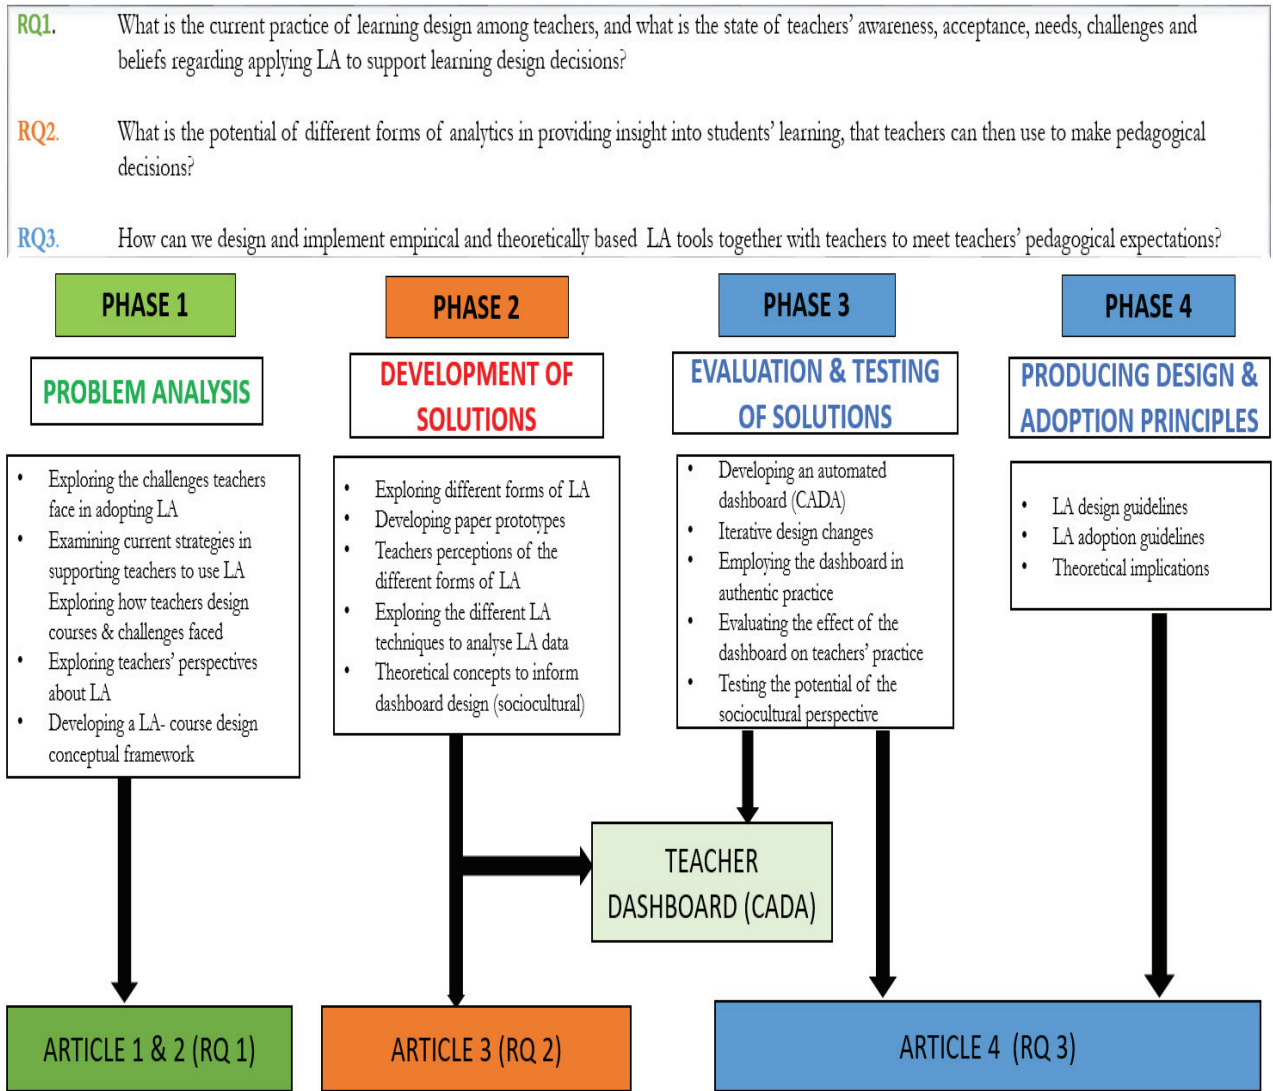 RQ1. What is the current practice of learning design among teachers, and what is the state of teachers’ awareness, acceptance, needs, challenges and
beliefs regarding applying LA to support learning design decisions?
RQ2. What is the potential of different forms of analytics in providing insight into students’ learning, that teachers can then use to make pedagogical
decisions?
RQ3. How can we design and implement empirical and theoretically based LA tools together with teachers to meet teachers’ pedagogical expectations?
PHASE 1
PROBLEM ANALYSIS
• Exploring the challenges teachers
face in adopting LA
• Examining current strategies in
supporting teachers to use LA
Exploring how teachers design
courses & challenges faced
• Exploring teachers’ perspectives
about LA
• Developing a LA- course design
conceptual framework
PHASE 2
DEVELOPMENT OF
SOLUTIONS
• Exploring different forms of LA
• Developing paper prototypes
• Teachers perceptions of the
different forms of LA
• Exploring the different LA
techniques to analyse LA data
• Theoretical concepts to inform
dashboard design (sociocultural)
PHASE 3
EVALUATION & TESTING
OF SOLUTIONS
• Developing an automated
dashboard (CADA)
• Iterative design changes
• Employing the dashboard in
authentic practice
• Evaluating the effect of the
dashboard on teachers’ practice
• Testing the potential of the
sociocultural perspective
PHASE 4
PRODUCING DESIGN &
ADOPTION PRINCIPLES
• LA design guidelines
• LA adoption guidelines
• Theoretical implications
TEACHER
DASHBOARD (CADA)
ARTICLE 1 & 2 (RQ 1)
ARTICLE 3 (RQ 2)
ARTICLE 4 (RQ 3)